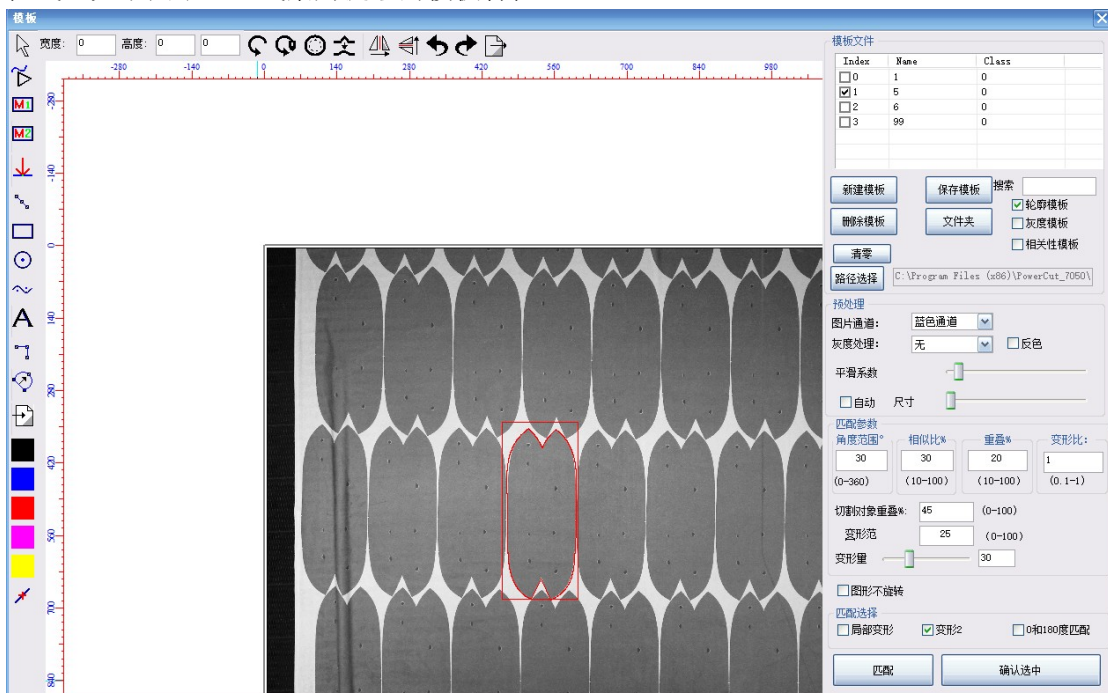 模板
宽度: 0 高度: 0 0
-280 -140 0 140 280 420 560 700 840 980
-280
-140
0
140
280
420
560
700
840
M1
M2
A
模板文件
Index Name Class
0 1 0
1 5 0
2 6 0
3 99 0
新建模板 保存模板 搜索
轮廓模板
删除模板 文件夹 灰度模板
相关性模板
清零
路径选择 C:\Program Files (x86)\PowerCut_7050\
预处理
图片通道: 蓝色通道
灰度处理: 无 反色
平滑系数
自动 尺寸
匹配参数
角度范围° 相似比% 重叠% 变形比:
30 30 20 1
(0-360) (10-100) (10-100) (0.1-1)
切割对象重叠%: 45 (0-100)
变形范 25 (0-100)
变形量 30
图形不旋转
匹配选择
局部变形 变形2 0和180度匹配
匹配 确认选中